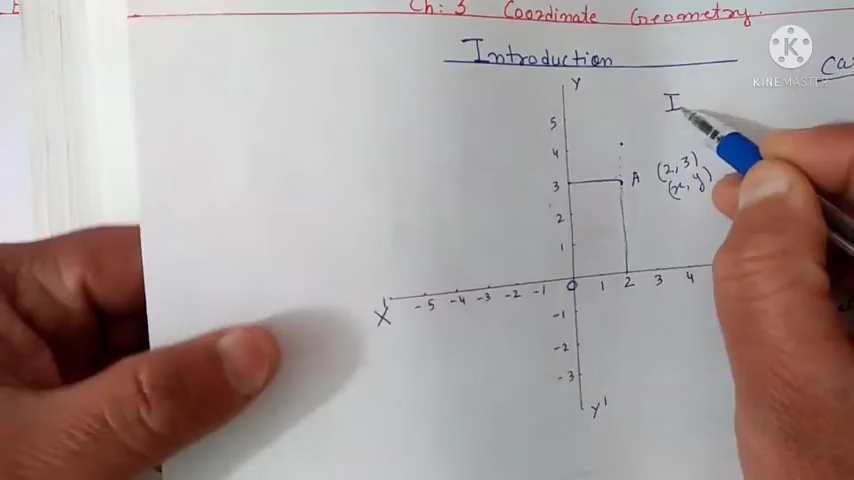 Ch: 3 Coordinate Geometry.
Introduction
Ca
KINEMASTER
Y
I
5
4
3
2
1
A (2, 3)
(x, y)
X' -5 -4 -3 -2 -1 0 1 2 3 4
-1
-2
-3
Y'